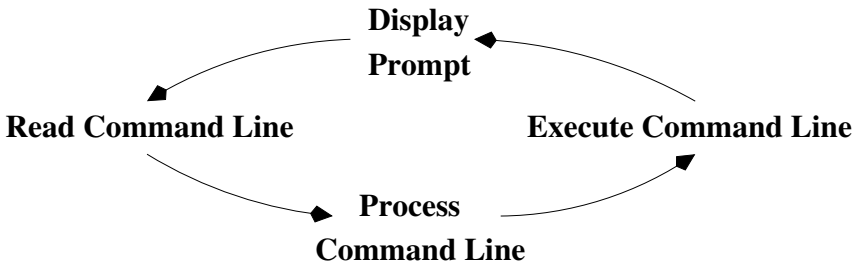 Display
Prompt
Read Command Line
Execute Command Line
Process
Command Line